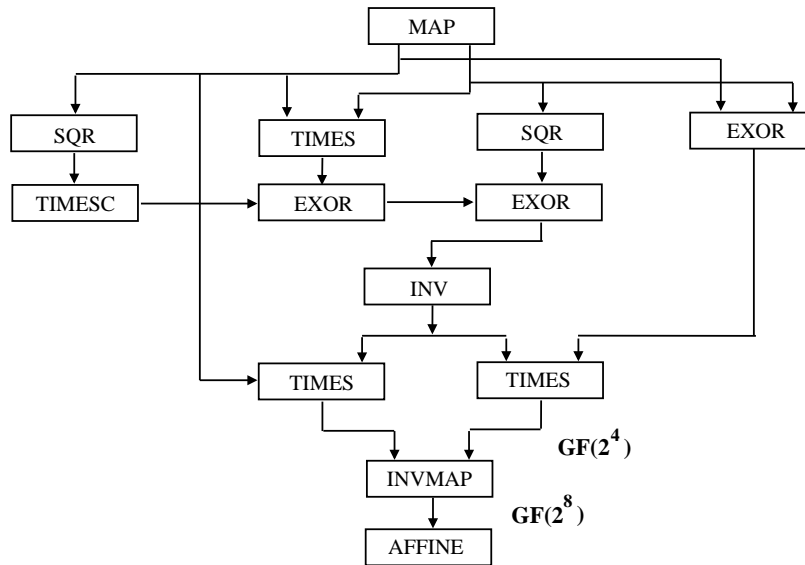 MAP
SQR
TIMES
SQR
EXOR
TIMESC
EXOR
EXOR
INV
TIMES
TIMES
GF(2^4)
INVMAP
GF(2^8)
AFFINE